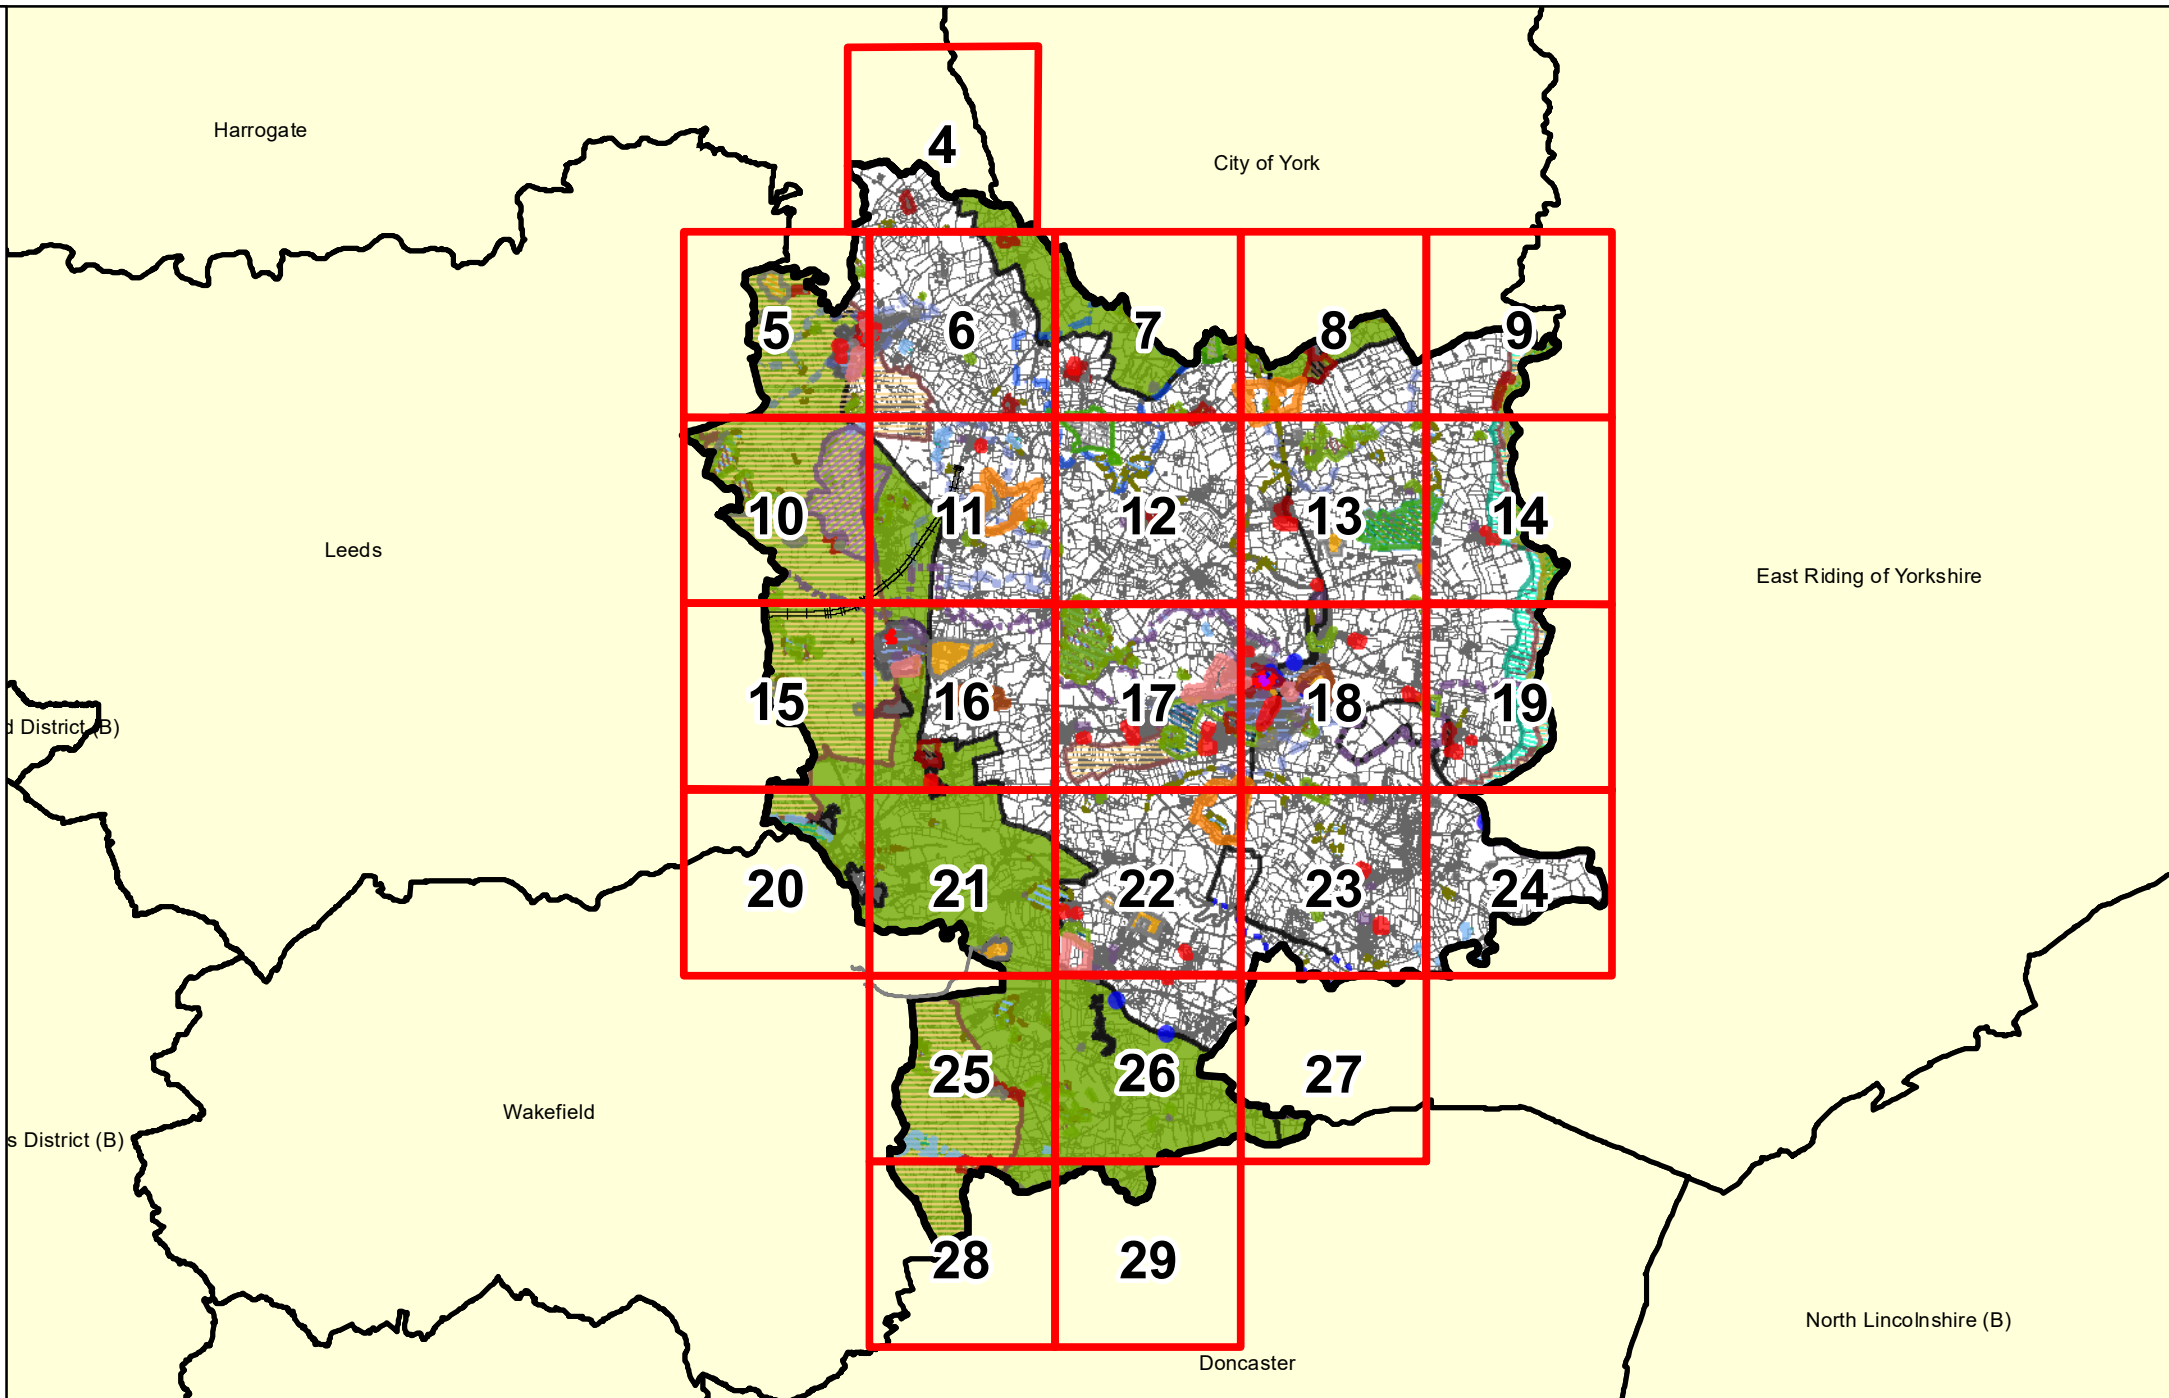 Harrogate
4
City of York
5
6
7
8
9
10
11
12
13
14
Leeds
East Riding of Yorkshire
15
16
17
18
19
d District (B)
20
21
22
23
24
25
26
27
Wakefield
s District (B)
28
29
North Lincolnshire (B)
Doncaster